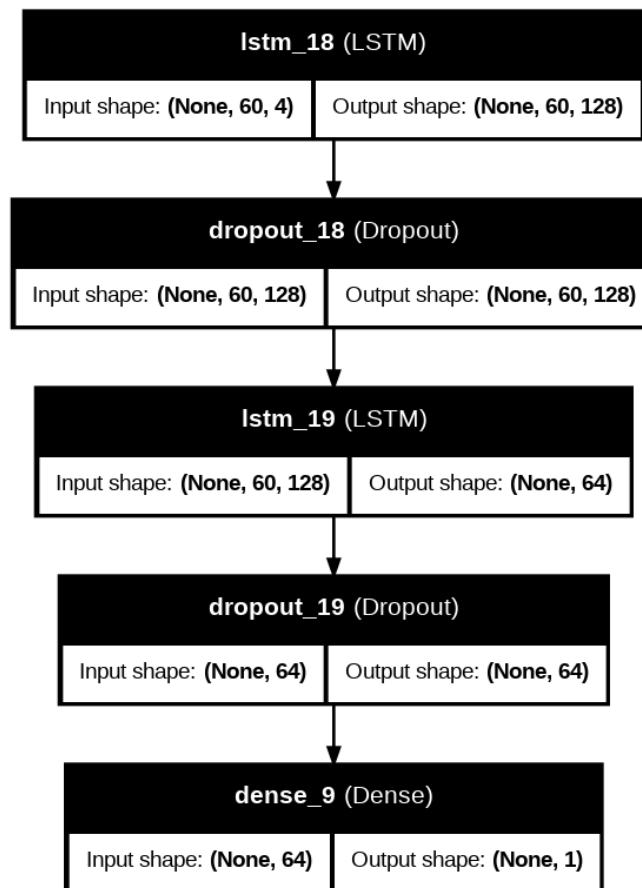 lstm_18 (LSTM)
Input shape: (None, 60, 4) Output shape: (None, 60, 128)
dropout_18 (Dropout)
Input shape: (None, 60, 128) Output shape: (None, 60, 128)
lstm_19 (LSTM)
Input shape: (None, 60, 128) Output shape: (None, 64)
dropout_19 (Dropout)
Input shape: (None, 64) Output shape: (None, 64)
dense_9 (Dense)
Input shape: (None, 64) Output shape: (None, 1)